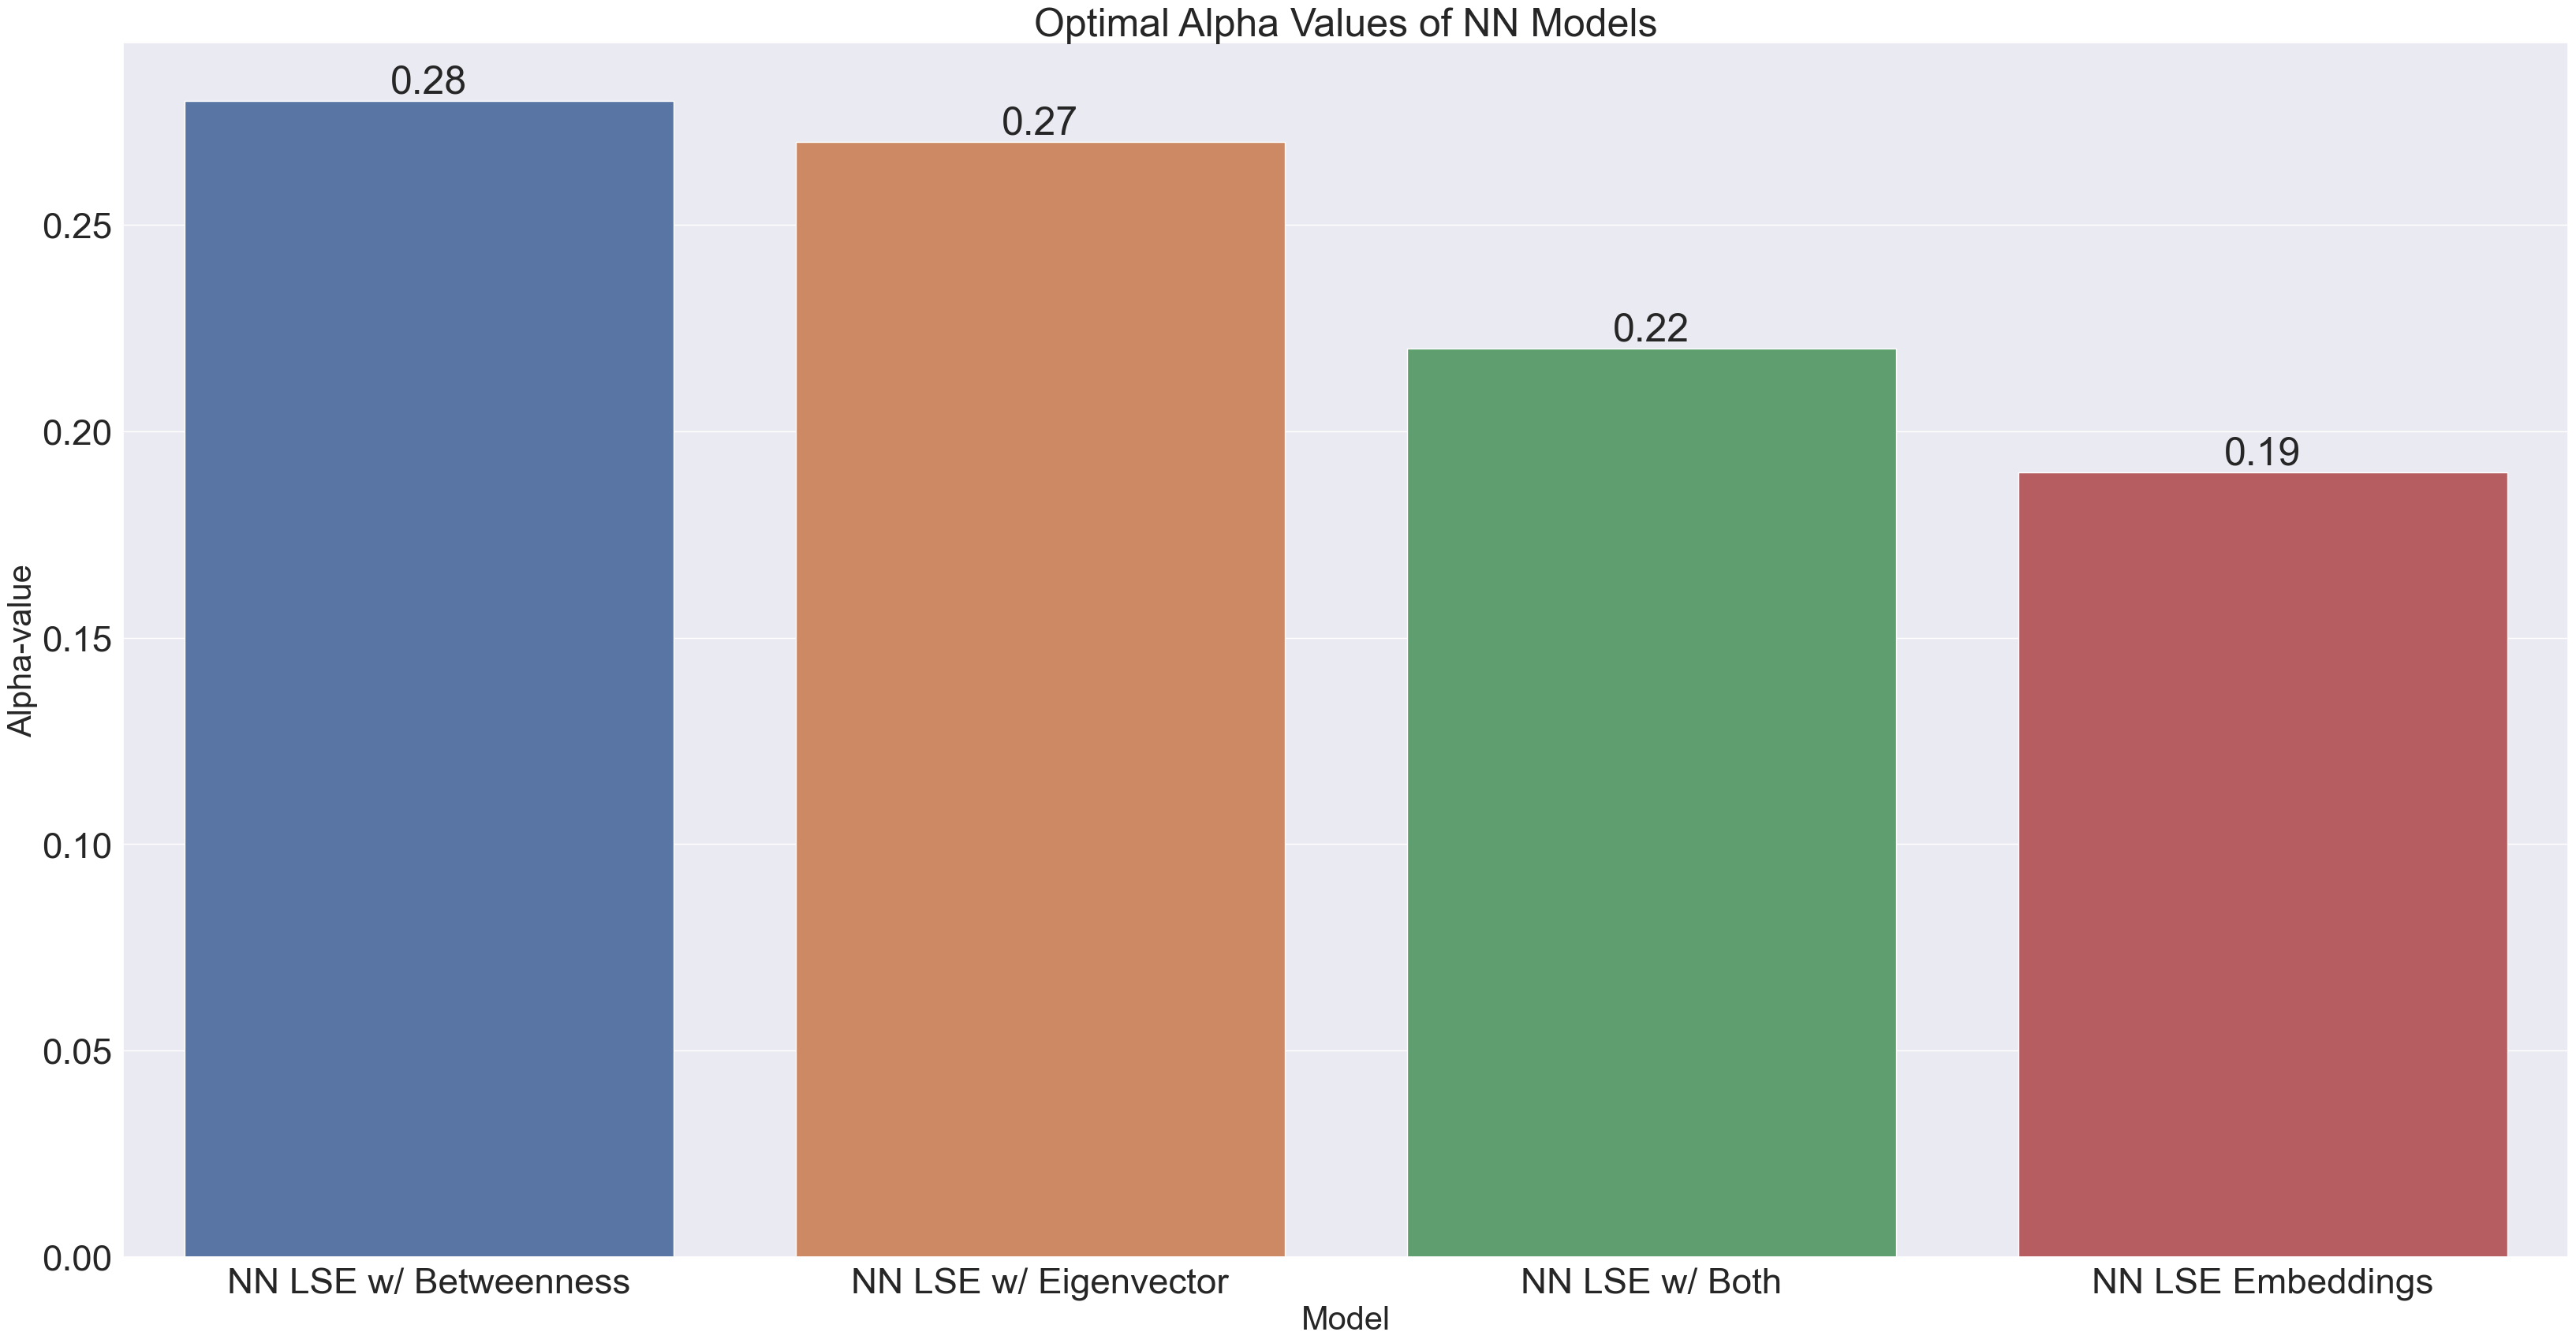 Optimal Alpha Values of NN Models
0.28
0.27
0.22
0.19
0.25
0.20
0.15
0.10
0.05
0.00
Alpha-value
NN LSE w/ Betweenness
NN LSE w/ Eigenvector
NN LSE w/ Both
NN LSE Embeddings
Model